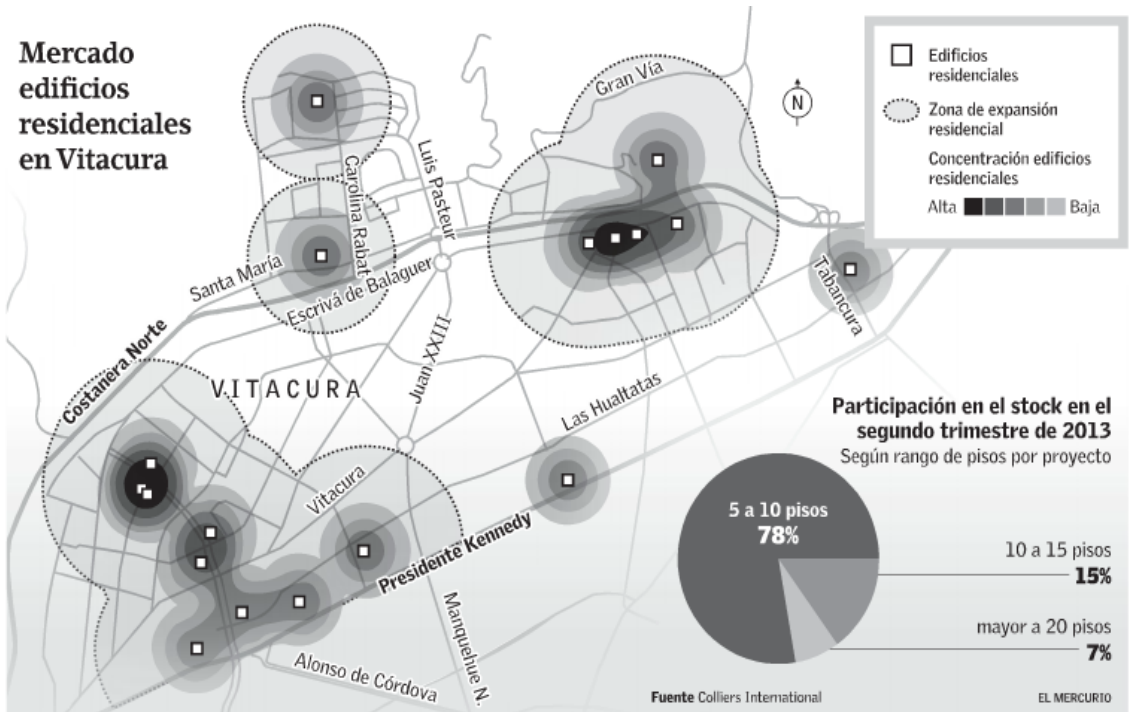 Mercado
edificios
residenciales
en Vitacura
Edificios
residenciales
Zona de expansión
residencial
Concentración edificios
residenciales
Alta
Baja
N
Gran Vía
Carolina Rabat
Luis Pasteur
Santa María
Escrivá de Balaguer
Tabancura
Costanera Norte
Juan XXIII
VITACURA
Las Hualtatas
Vitacura
Presidente Kennedy
Manquehue N.
Alonso de Córdova
Participación en el stock en el
segundo trimestre de 2013
Según rango de pisos por proyecto
5 a 10 pisos
78%
10 a 15 pisos
15%
mayor a 20 pisos
7%
Fuente Colliers International
EL MERCURIO